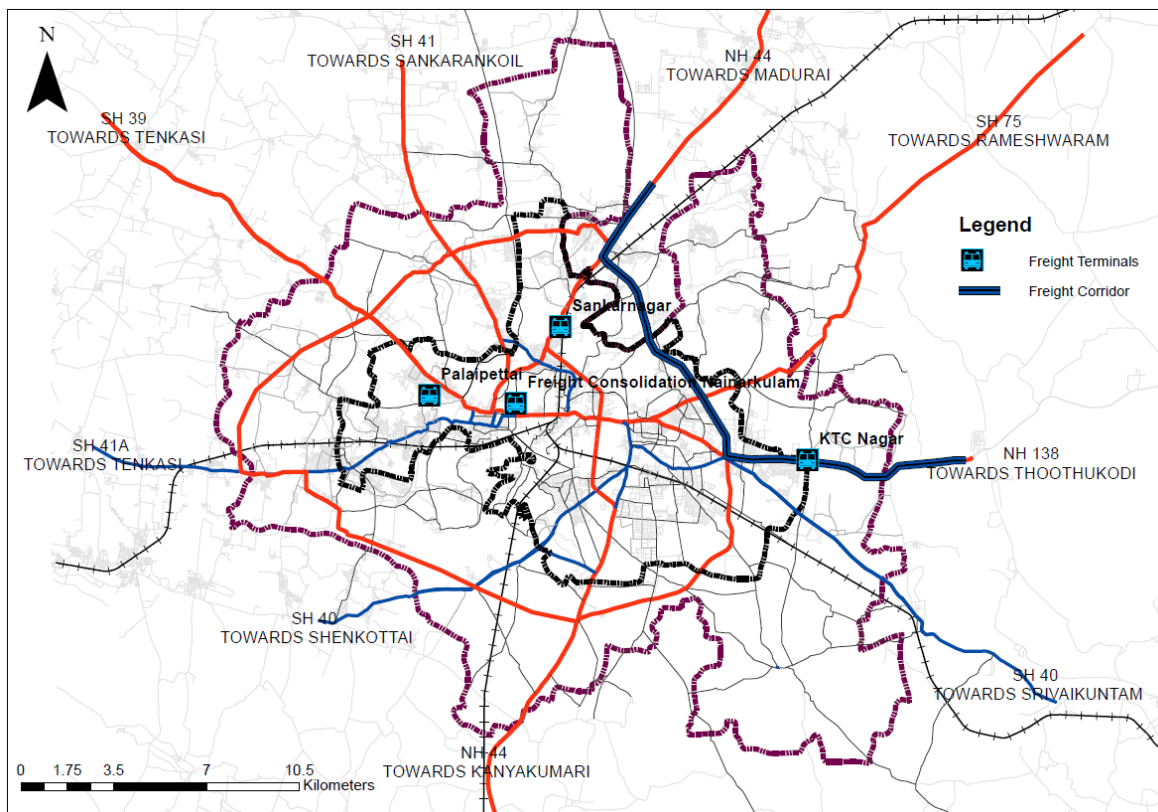 N
SH 41
TOWARDS SANKARANKOIL
NH 44
TOWARDS MADURAI
SH 39
TOWARDS TENKASI
SH 75
TOWARDS RAMESHWARAM
Legend
Freight Terminals
Freight Corridor
Sankarnagar
Palaipettai
Freight Consolidation Nainarkulam
KTC Nagar
SH 41A
TOWARDS TENKASI
NH 138
TOWARDS THOOTHUKODI
SH 40
TOWARDS SHENKOTTAI
SH 40
TOWARDS SRIVAIKUNTAM
NH 44
TOWARDS KANYAKUMARI
0 1.75 3.5 7 10.5
Kilometers